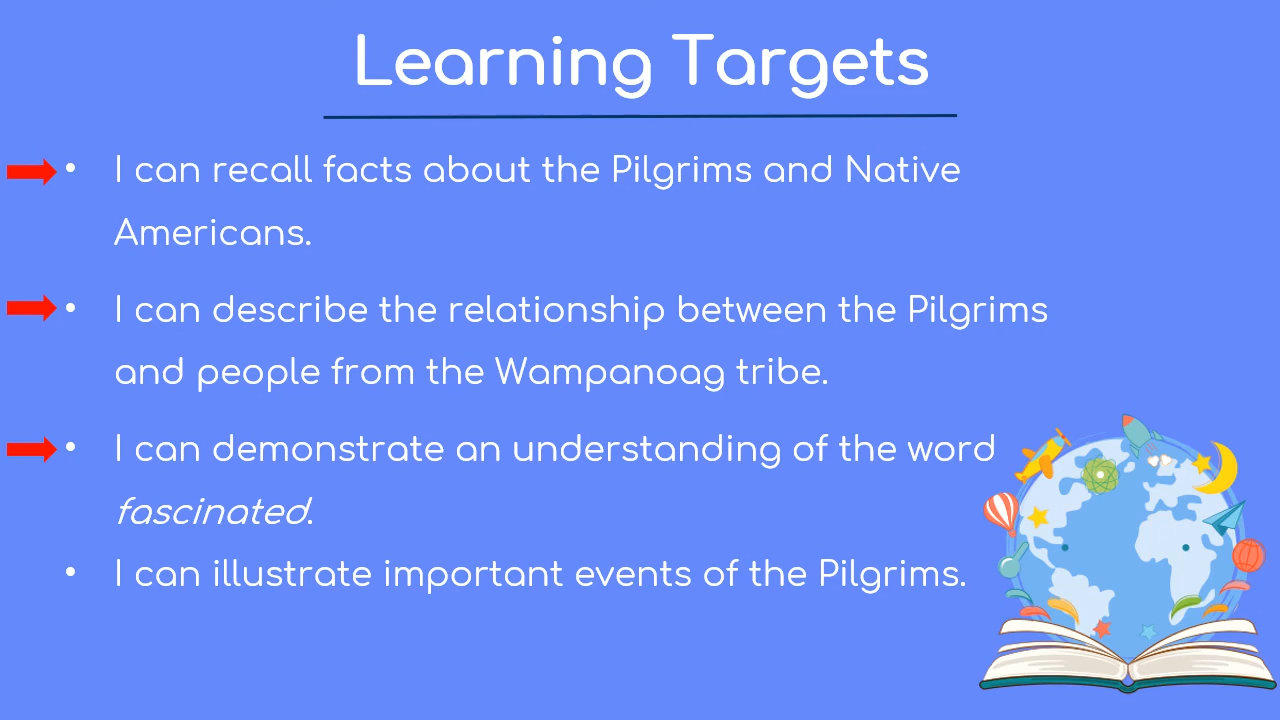 Learning Targets
• I can recall facts about the Pilgrims and Native
Americans.
• I can describe the relationship between the Pilgrims
and people from the Wampanoag tribe.
• I can demonstrate an understanding of the word
fascinated.
• I can illustrate important events of the Pilgrims.